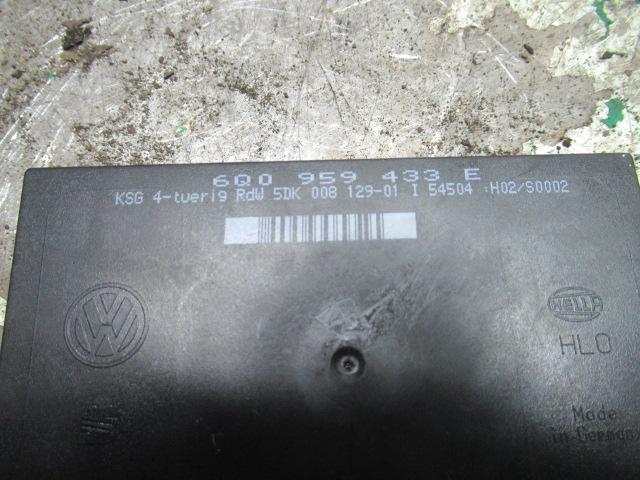 6Q0 959 433 E
KSG 4-tuerig RdW 5DK 008 129-01 I 54504 :H02/S0002
VW
HELLA
HLO
Made
in Germany